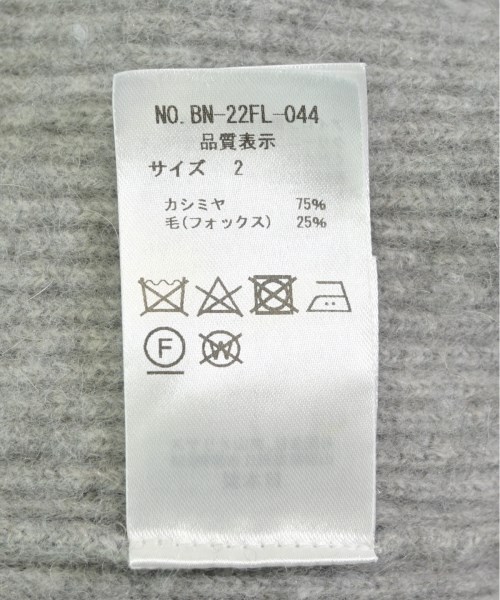 NO. BN-22FL-044
品質表示
サイズ 2
カシミヤ 75%
毛(フォックス) 25%
F W